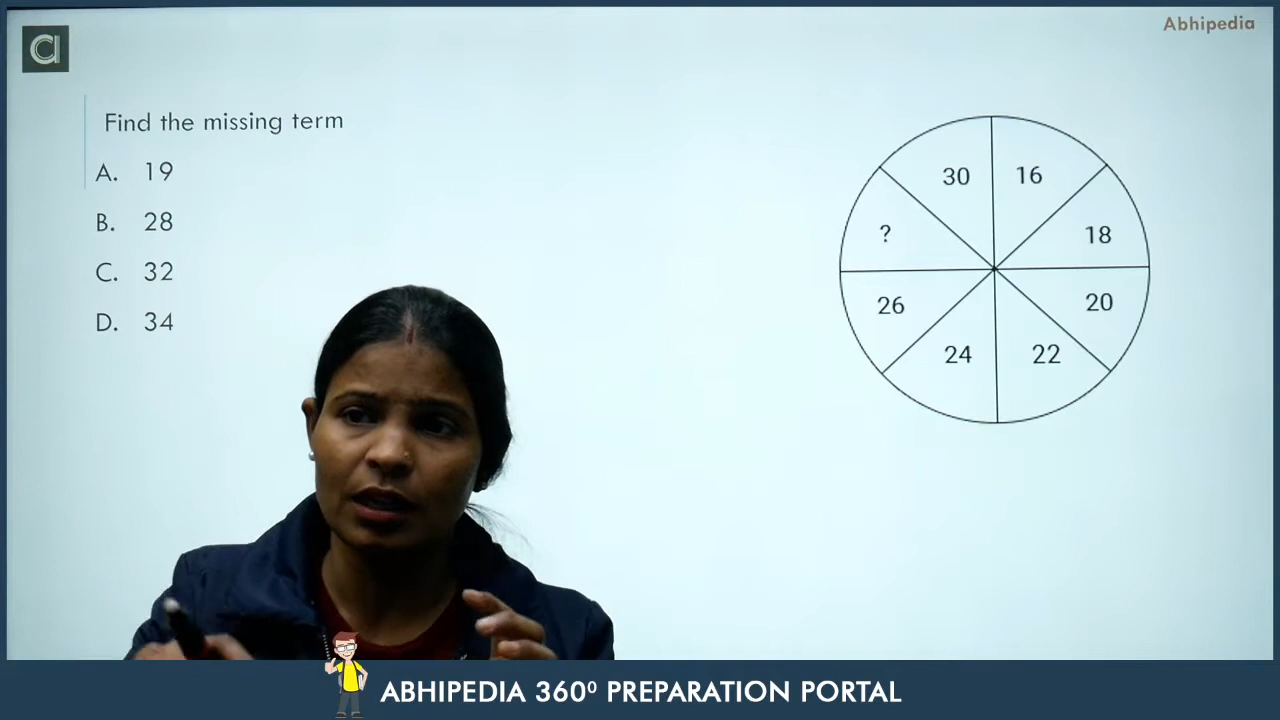 Abhipedia
Find the missing term
A. 19
B. 28
C. 32
D. 34
30 16
? 18
26 20
24 22
ABHIPEDIA 360⁰ PREPARATION PORTAL